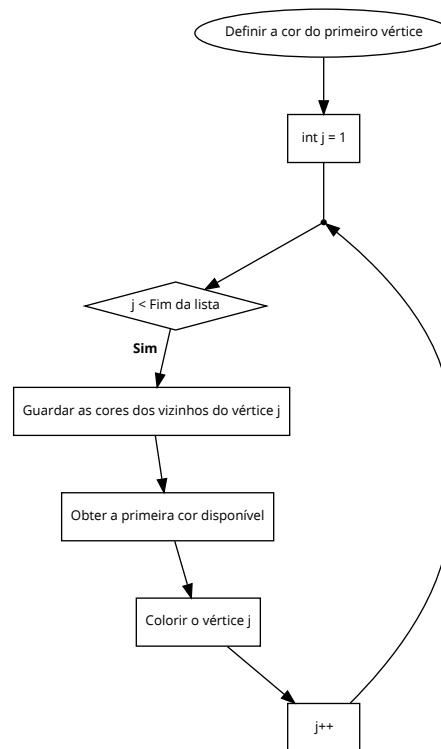 Definir a cor do primeiro vértice
int j = 1
j < Fim da lista
Sim
Guardar as cores dos vizinhos do vértice j
Obter a primeira cor disponível
Colorir o vértice j
j++